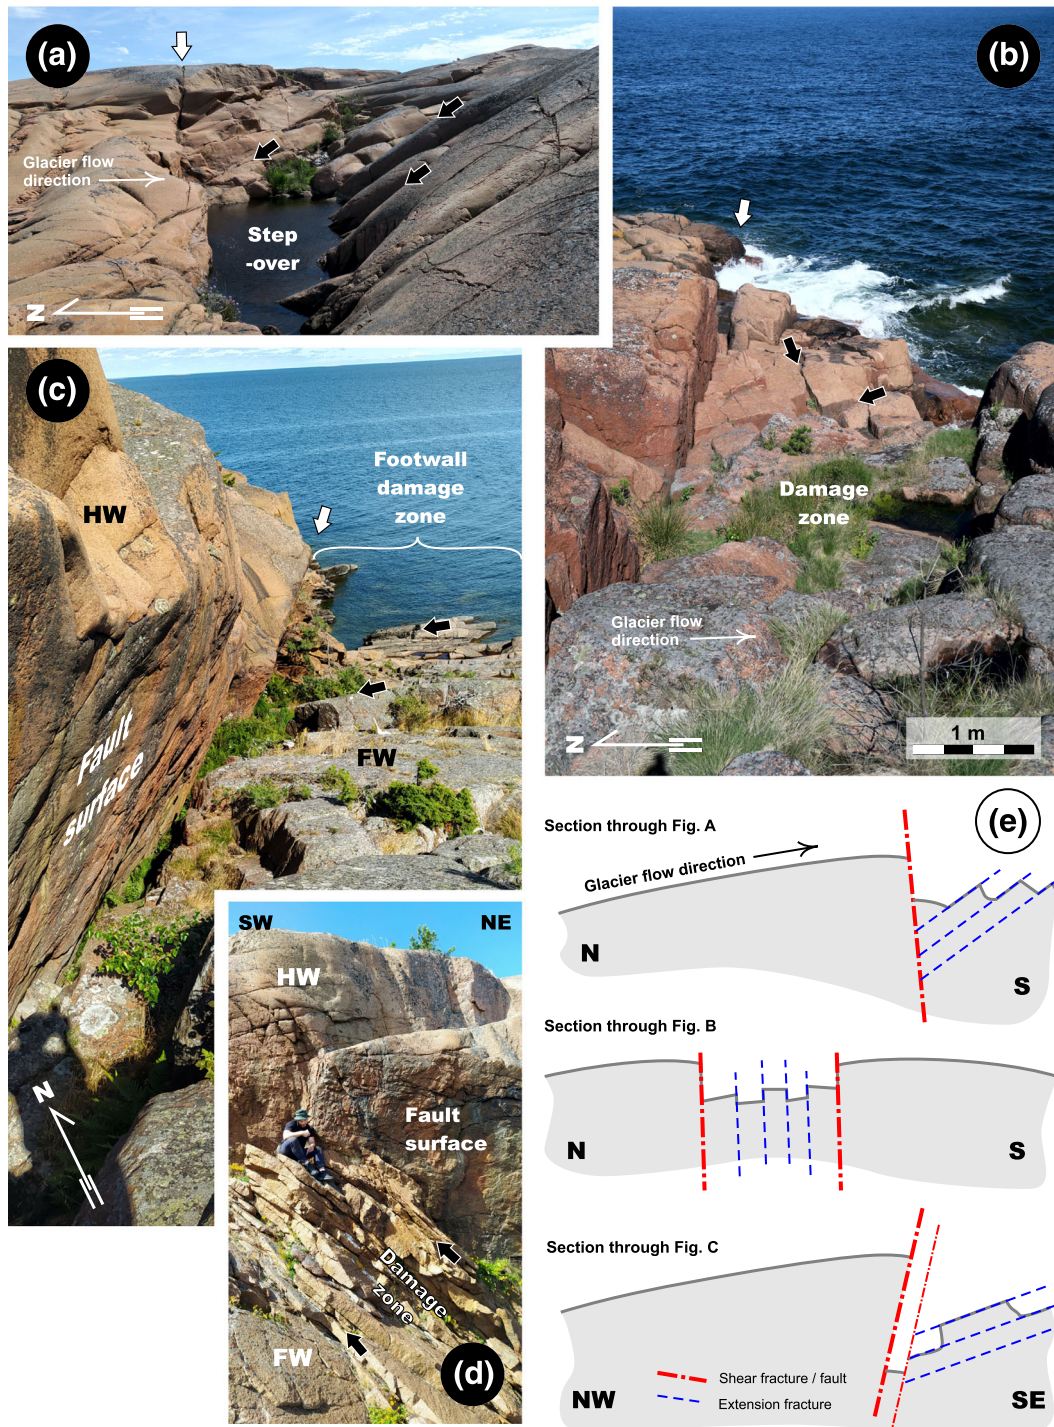 (a)
Glacier flow
direction
Step
-over
N
(b)
Damage
zone
Glacier flow
direction
N
1 m
(c)
HW
Footwall
damage
zone
Fault
surface
FW
N
SW NE
HW
Fault
surface
Damage
zone
FW
(d)
(e)
Section through Fig. A
Glacier flow direction
N
S
Section through Fig. B
N S
Section through Fig. C
Shear fracture / fault
Extension fracture
NW SE